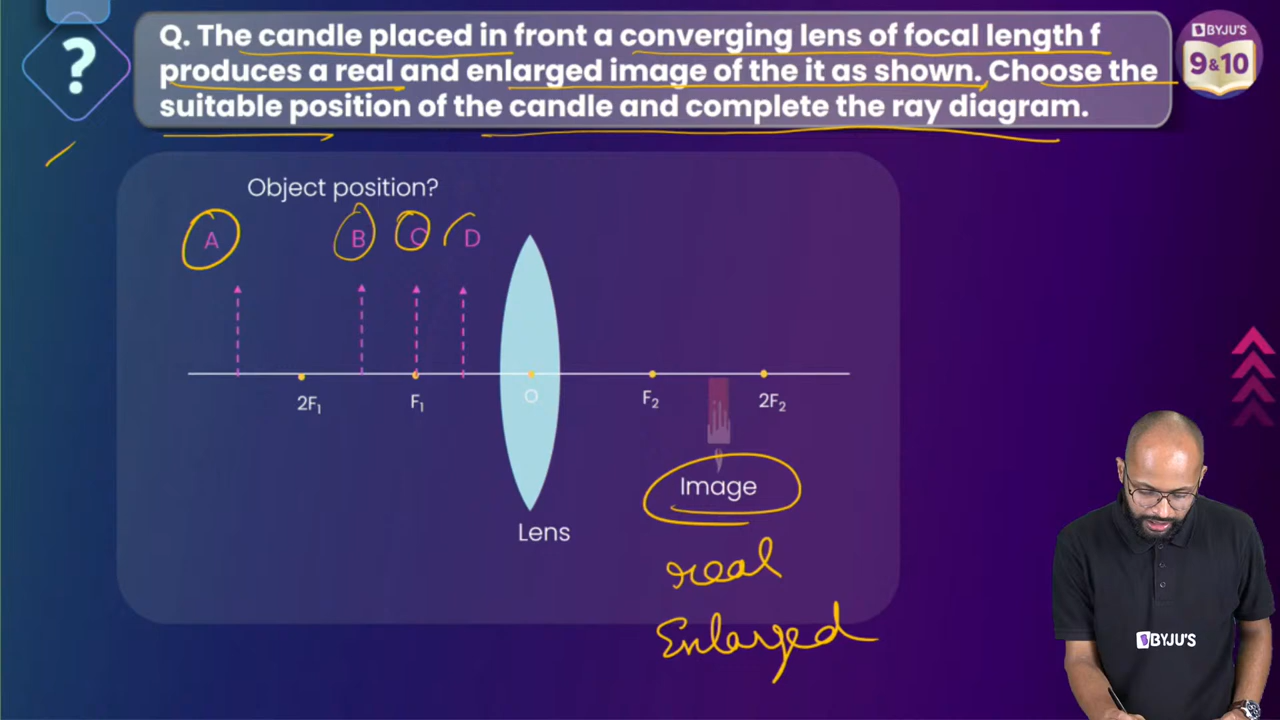 ?
Q. The candle placed in front a converging lens of focal length f
produces a real and enlarged image of the it as shown. Choose the
suitable position of the candle and complete the ray diagram.
BYJU'S
9&10
Object position?
A B C D
2F₁ F₁ O F₂ 2F₂
Image
Lens
real
Enlarged
BYJU'S